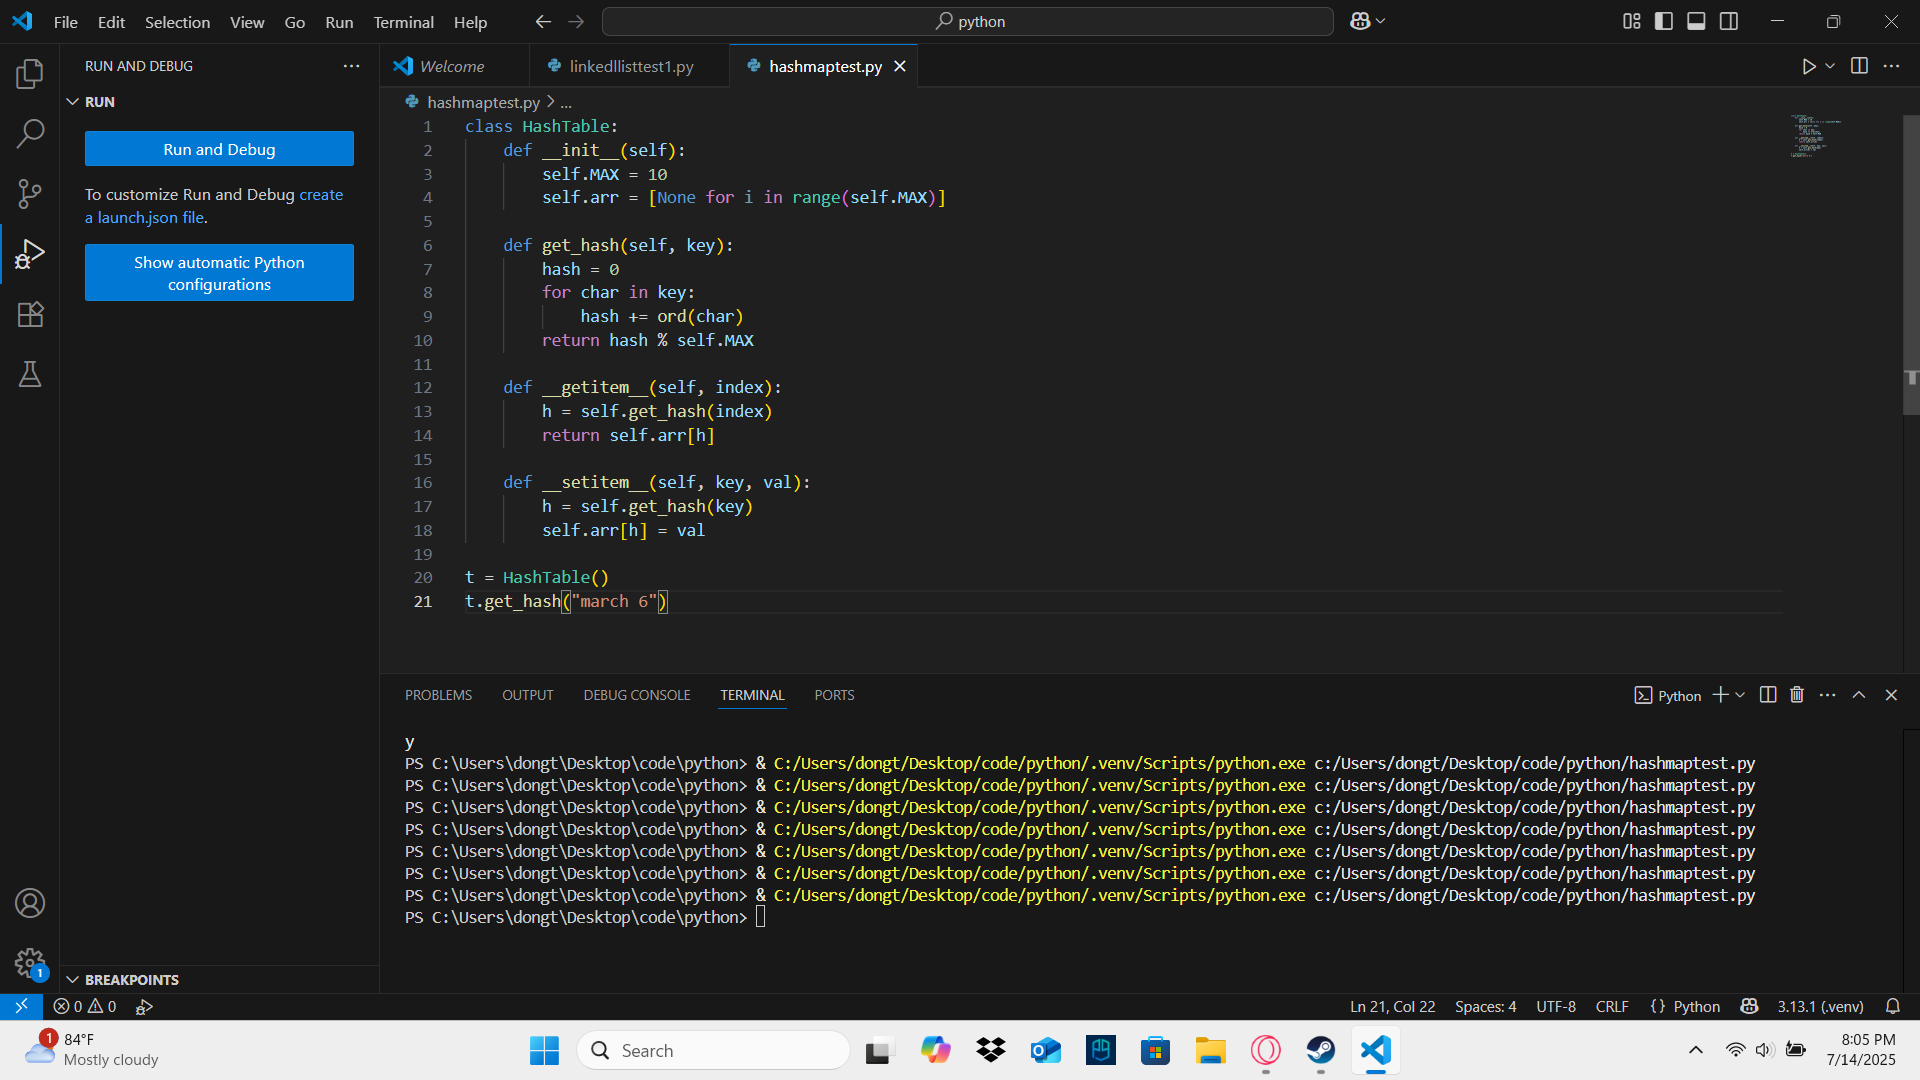 File Edit Selection View Go Run Terminal Help
python
RUN AND DEBUG
RUN
Run and Debug
To customize Run and Debug create
a launch.json file.
Show automatic Python
configurations
BREAKPOINTS
Welcome
linkedllisttest1.py
hashmaptest.py
hashmaptest.py > ...
1 class HashTable:
2 def __init__(self):
3 self.MAX = 10
4 self.arr = [None for i in range(self.MAX)]
5
6 def get_hash(self, key):
7 hash = 0
8 for char in key:
9 hash += ord(char)
10 return hash % self.MAX
11
12 def __getitem__(self, index):
13 h = self.get_hash(index)
14 return self.arr[h]
15
16 def __setitem__(self, key, val):
17 h = self.get_hash(key)
18 self.arr[h] = val
19
20 t = HashTable()
21 t.get_hash("march 6")
PROBLEMS OUTPUT DEBUG CONSOLE TERMINAL PORTS
Python
y
PS C:\Users\dongt\Desktop\code\python> & C:/Users/dongt/Desktop/code/python/.venv/Scripts/python.exe c:/Users/dongt/Desktop/code/python/hashmaptest.py
PS C:\Users\dongt\Desktop\code\python> & C:/Users/dongt/Desktop/code/python/.venv/Scripts/python.exe c:/Users/dongt/Desktop/code/python/hashmaptest.py
PS C:\Users\dongt\Desktop\code\python> & C:/Users/dongt/Desktop/code/python/.venv/Scripts/python.exe c:/Users/dongt/Desktop/code/python/hashmaptest.py
PS C:\Users\dongt\Desktop\code\python> & C:/Users/dongt/Desktop/code/python/.venv/Scripts/python.exe c:/Users/dongt/Desktop/code/python/hashmaptest.py
PS C:\Users\dongt\Desktop\code\python> & C:/Users/dongt/Desktop/code/python/.venv/Scripts/python.exe c:/Users/dongt/Desktop/code/python/hashmaptest.py
PS C:\Users\dongt\Desktop\code\python> & C:/Users/dongt/Desktop/code/python/.venv/Scripts/python.exe c:/Users/dongt/Desktop/code/python/hashmaptest.py
PS C:\Users\dongt\Desktop\code\python> & C:/Users/dongt/Desktop/code/python/.venv/Scripts/python.exe c:/Users/dongt/Desktop/code/python/hashmaptest.py
PS C:\Users\dongt\Desktop\code\python>
1
0 0
Ln 21, Col 22 Spaces: 4 UTF-8 CRLF {} Python 3.13.1 (.venv)
1
84°F
Mostly cloudy
Search
8:05 PM
7/14/2025